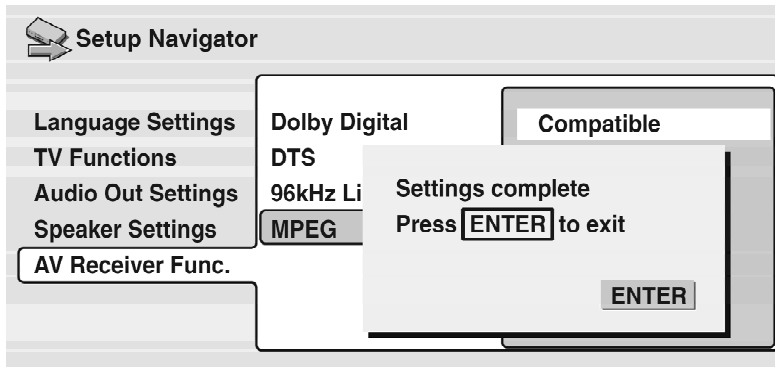 Setup Navigator
Language Settings
TV Functions
Audio Out Settings
Speaker Settings
AV Receiver Func.
Dolby Digital
DTS
96kHz Li
MPEG
Compatible
Settings complete
Press ENTER to exit
ENTER